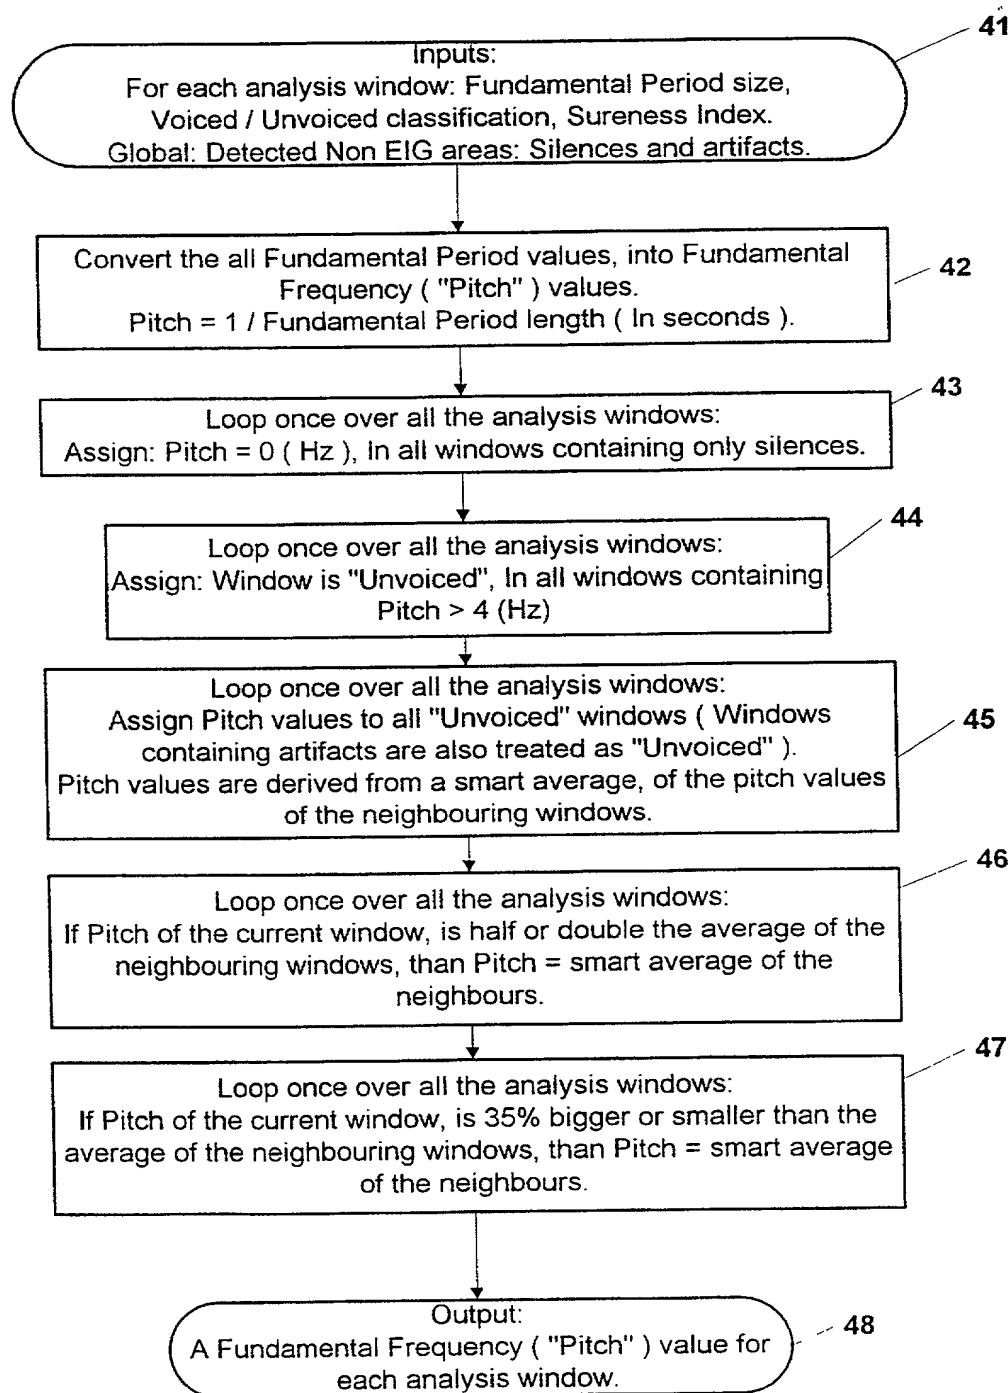 41
Inputs:
For each analysis window: Fundamental Period size,
Voiced / Unvoiced classification, Sureness Index.
Global: Detected Non EIG areas: Silences and artifacts.
Convert the all Fundamental Period values, into Fundamental
Frequency ( "Pitch" ) values.
Pitch = 1 / Fundamental Period length ( In seconds ).
42
43
Loop once over all the analysis windows:
Assign: Pitch = 0 ( Hz ), In all windows containing only silences.
44
Loop once over all the analysis windows:
Assign: Window is "Unvoiced", In all windows containing
Pitch > 4 (Hz)
Loop once over all the analysis windows:
Assign Pitch values to all "Unvoiced" windows ( Windows
containing artifacts are also treated as "Unvoiced" ).
Pitch values are derived from a smart average, of the pitch values
of the neighbouring windows.
45
46
Loop once over all the analysis windows:
If Pitch of the current window, is half or double the average of the
neighbouring windows, than Pitch = smart average of the
neighbours.
47
Loop once over all the analysis windows:
If Pitch of the current window, is 35% bigger or smaller than the
average of the neighbouring windows, than Pitch = smart average
of the neighbours.
Output:
A Fundamental Frequency ( "Pitch" ) value for
each analysis window.
48